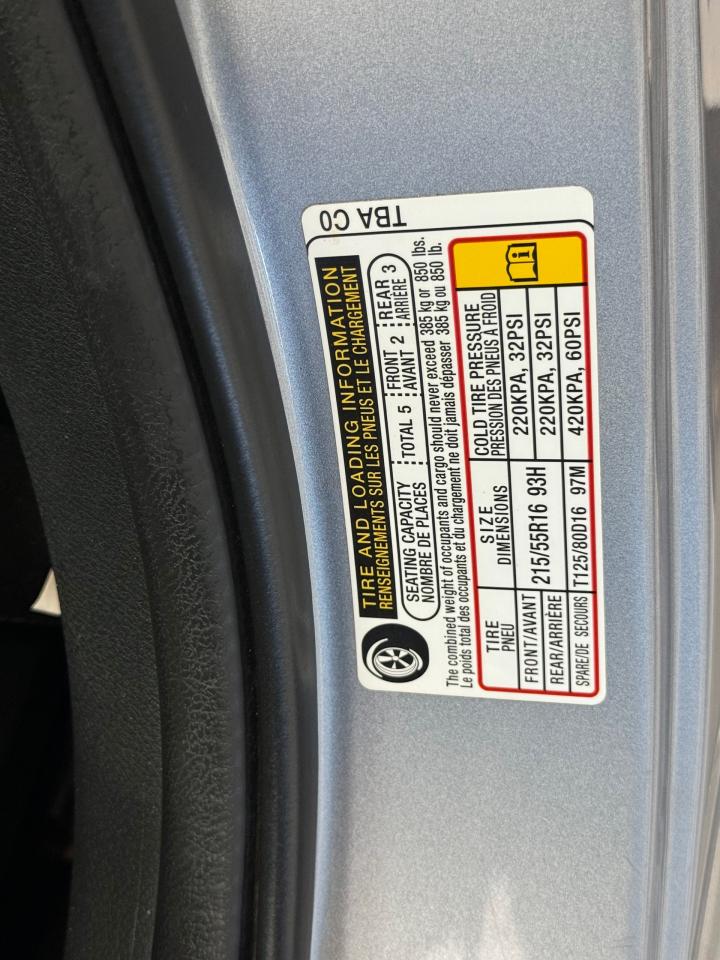 TBA C0
TIRE AND LOADING INFORMATION
RENSEIGNEMENTS SUR LES PNEUS ET LE CHARGEMENT
SEATING CAPACITY TOTAL 5 FRONT 2 REAR 3
NOMBRE DE PLACES AVANT 2 ARRIÈRE
The combined weight of occupants and cargo should never exceed 385 kg or 850 lbs.
Le poids total des occupants et du chargement ne doit jamais dépasser 385 kg ou 850 lb.
TIRE SIZE COLD TIRE PRESSURE
PNEU DIMENSIONS PRESSION DES PNEUS À FROID
FRONT/AVANT 215/55R16 93H 220KPA, 32PSI
REAR/ARRIÈRE 220KPA, 32PSI
SPARE/DE SECOURS T125/80D16 97M 420KPA, 60PSI